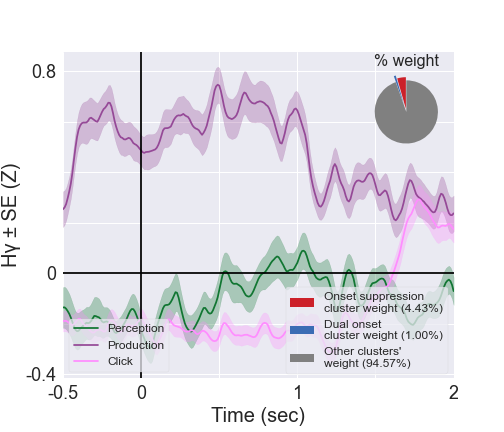 % weight
0.8
0
-0.4
Hγ ± SE (Z)
Perception
Production
Click
Onset suppression
cluster weight (4.43%)
Dual onset
cluster weight (1.00%)
Other clusters'
weight (94.57%)
-0.5
0
1
2
Time (sec)